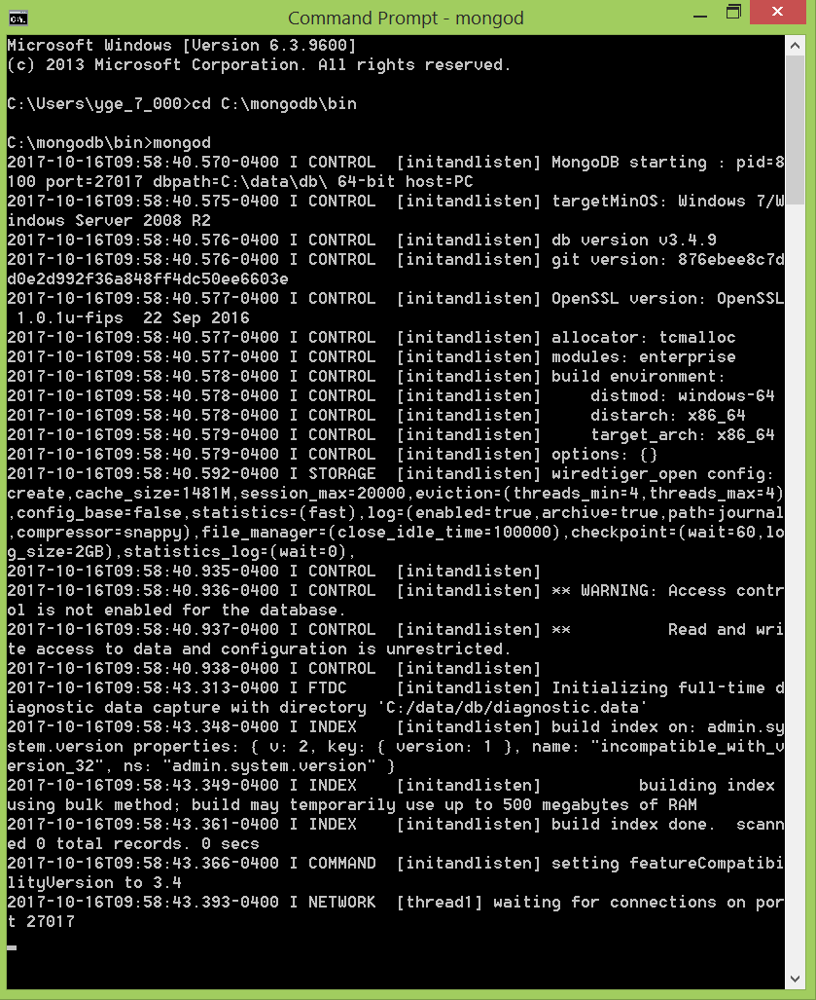 Command Prompt - mongod
Microsoft Windows [Version 6.3.9600]
(c) 2013 Microsoft Corporation. All rights reserved.
C:\Users\yge_7_000>cd C:\mongodb\bin
C:\mongodb\bin>mongod
2017-10-16T09:58:40.570-0400 I CONTROL  [initandlisten] MongoDB starting : pid=8
100 port=27017 dbpath=C:\data\db\ 64-bit host=PC
2017-10-16T09:58:40.575-0400 I CONTROL  [initandlisten] targetMinOS: Windows 7/W
indows Server 2008 R2
2017-10-16T09:58:40.576-0400 I CONTROL  [initandlisten] db version v3.4.9
2017-10-16T09:58:40.576-0400 I CONTROL  [initandlisten] git version: 876ebee8c7d
d0e2d992f36a848ff4dc50ee6603e
2017-10-16T09:58:40.577-0400 I CONTROL  [initandlisten] OpenSSL version: OpenSSL
 1.0.1u-fips  22 Sep 2016
2017-10-16T09:58:40.577-0400 I CONTROL  [initandlisten] allocator: tcmalloc
2017-10-16T09:58:40.577-0400 I CONTROL  [initandlisten] modules: enterprise
2017-10-16T09:58:40.578-0400 I CONTROL  [initandlisten] build environment:
2017-10-16T09:58:40.578-0400 I CONTROL  [initandlisten]     distmod: windows-64
2017-10-16T09:58:40.578-0400 I CONTROL  [initandlisten]     distarch: x86_64
2017-10-16T09:58:40.579-0400 I CONTROL  [initandlisten]     target_arch: x86_64
2017-10-16T09:58:40.579-0400 I CONTROL  [initandlisten] options: {}
2017-10-16T09:58:40.592-0400 I STORAGE  [initandlisten] wiredtiger_open config:
create,cache_size=1481M,session_max=20000,eviction=(threads_min=4,threads_max=4)
,config_base=false,statistics=(fast),log=(enabled=true,archive=true,path=journal
,compressor=snappy),file_manager=(close_idle_time=100000),checkpoint=(wait=60,lo
g_size=2GB),statistics_log=(wait=0),
2017-10-16T09:58:40.935-0400 I CONTROL  [initandlisten]
2017-10-16T09:58:40.936-0400 I CONTROL  [initandlisten] ** WARNING: Access contr
ol is not enabled for the database.
2017-10-16T09:58:40.937-0400 I CONTROL  [initandlisten] **          Read and wri
te access to data and configuration is unrestricted.
2017-10-16T09:58:40.938-0400 I CONTROL  [initandlisten]
2017-10-16T09:58:43.313-0400 I FTDC     [initandlisten] Initializing full-time d
iagnostic data capture with directory 'C:/data/db/diagnostic.data'
2017-10-16T09:58:43.348-0400 I INDEX    [initandlisten] build index on: admin.sy
stem.version properties: { v: 2, key: { version: 1 }, name: "incompatible_with_v
ersion_32", ns: "admin.system.version" }
2017-10-16T09:58:43.349-0400 I INDEX    [initandlisten]          building index
using bulk method; build may temporarily use up to 500 megabytes of RAM
2017-10-16T09:58:43.361-0400 I INDEX    [initandlisten] build index done.  scann
ed 0 total records. 0 secs
2017-10-16T09:58:43.366-0400 I COMMAND  [initandlisten] setting featureCompatibi
lityVersion to 3.4
2017-10-16T09:58:43.393-0400 I NETWORK  [thread1] waiting for connections on por
t 27017